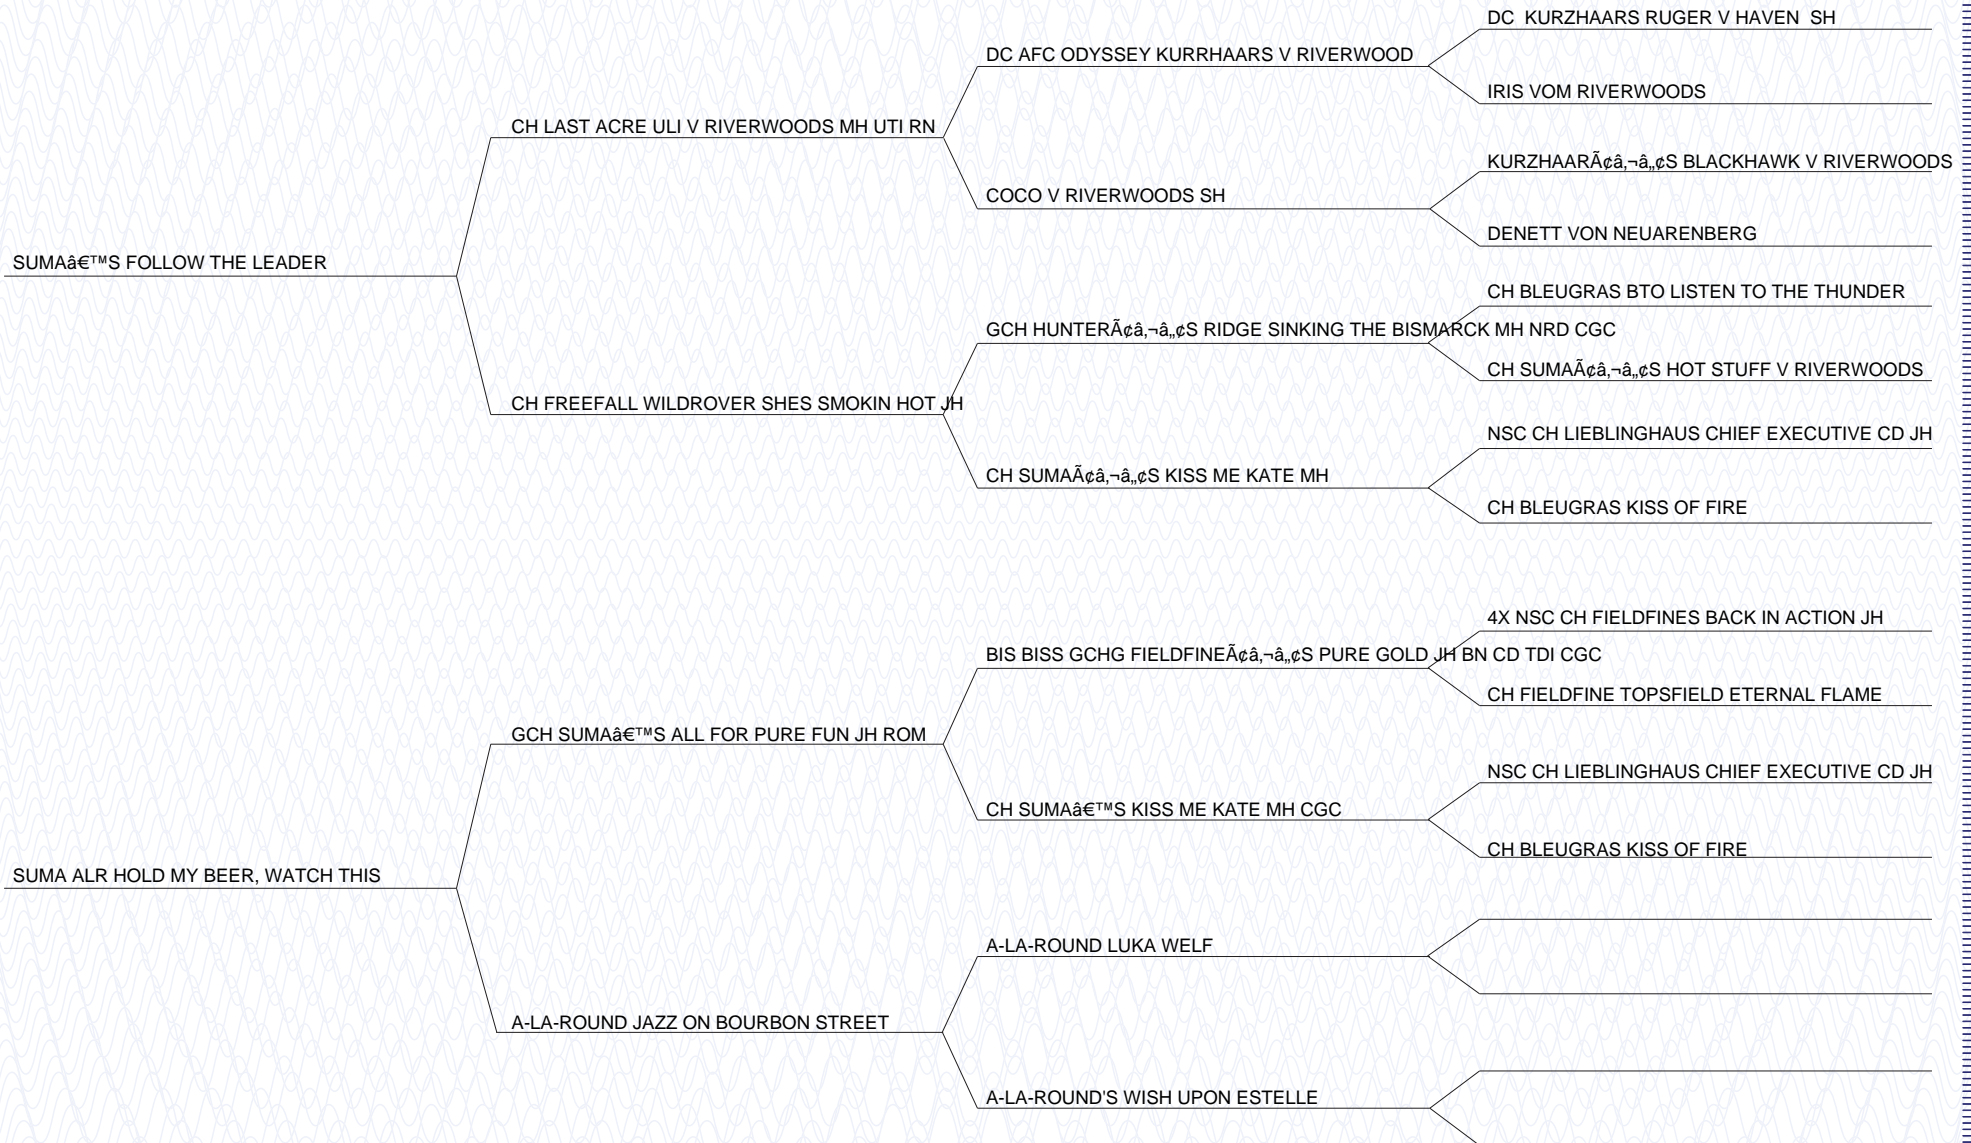 DC  KURZHAARS RUGER V HAVEN  SH
DC AFC ODYSSEY KURRHAARS V RIVERWOOD
IRIS VOM RIVERWOODS
CH LAST ACRE ULI V RIVERWOODS MH UTI RN
KURZHAARÃ¢â‚¬â„¢S BLACKHAWK V RIVERWOODS
COCO V RIVERWOODS SH
DENETT VON NEUARENBERG
SUMAâ€™S FOLLOW THE LEADER
CH BLEUGRAS BTO LISTEN TO THE THUNDER
GCH HUNTERÃ¢â‚¬â„¢S RIDGE SINKING THE BISMARCK MH NRD CGC
CH SUMAÃ¢â‚¬â„¢S HOT STUFF V RIVERWOODS
CH FREEFALL WILDROVER SHES SMOKIN HOT JH
NSC CH LIEBLINGHAUS CHIEF EXECUTIVE CD JH
CH SUMAÃ¢â‚¬â„¢S KISS ME KATE MH
CH BLEUGRAS KISS OF FIRE
4X NSC CH FIELDFINES BACK IN ACTION JH
BIS BISS GCHG FIELDFINEÃ¢â‚¬â„¢S PURE GOLD JH BN CD TDI CGC
CH FIELDFINE TOPSFIELD ETERNAL FLAME
GCH SUMAâ€™S ALL FOR PURE FUN JH ROM
NSC CH LIEBLINGHAUS CHIEF EXECUTIVE CD JH
CH SUMAâ€™S KISS ME KATE MH CGC
CH BLEUGRAS KISS OF FIRE
SUMA ALR HOLD MY BEER, WATCH THIS
A-LA-ROUND LUKA WELF
A-LA-ROUND JAZZ ON BOURBON STREET
A-LA-ROUND'S WISH UPON ESTELLE